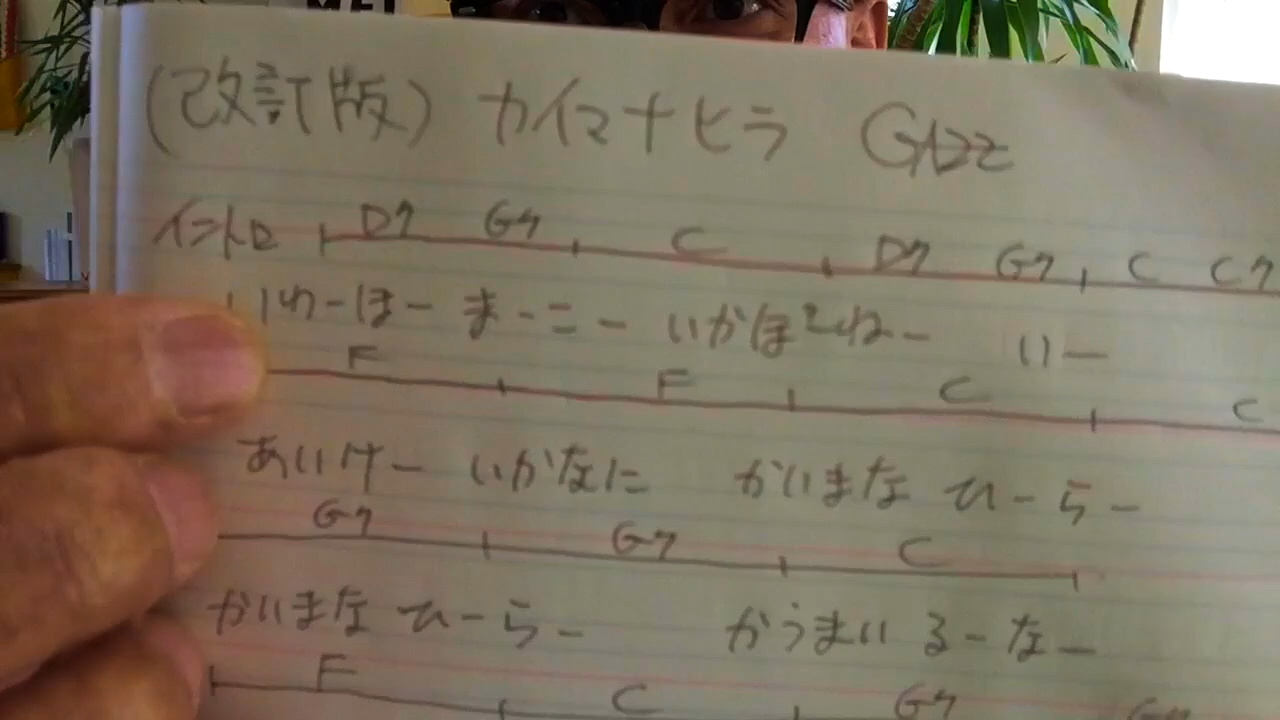 (改訂版) カイマナヒラ
イントロ D7 G7 C D7 G7 C C7
いわーほー まーこー いかほ ね ー いー
F F C C
あいけー いかなに かいまな ひーらー
G7 G7 C
かいまな ひーらー かうまい るーなー
F C G7 G7